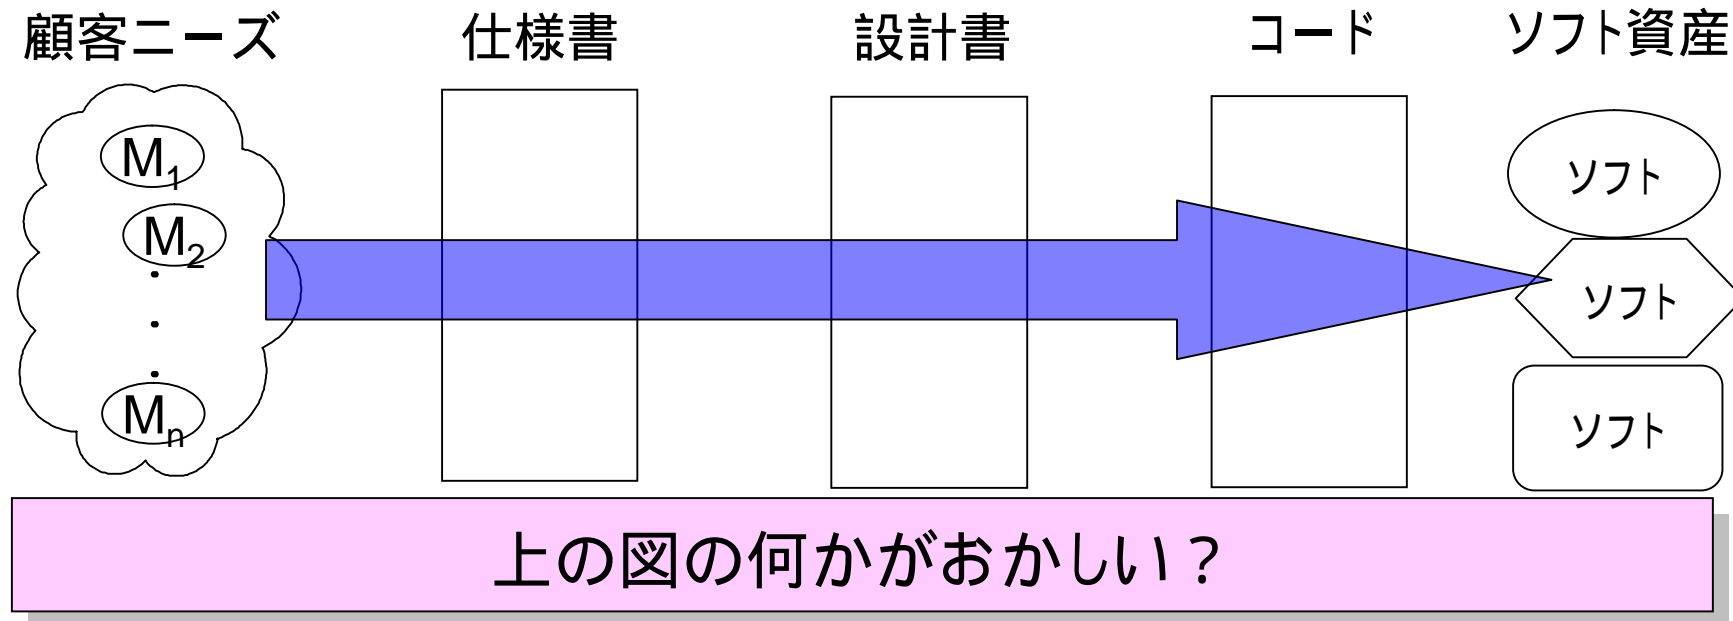 顧客ニーズ
仕様書
設計書
コード
ソフト資産
M1
M2
Mn
ソフト
ソフト
ソフト
上の図の何かがおかしい？